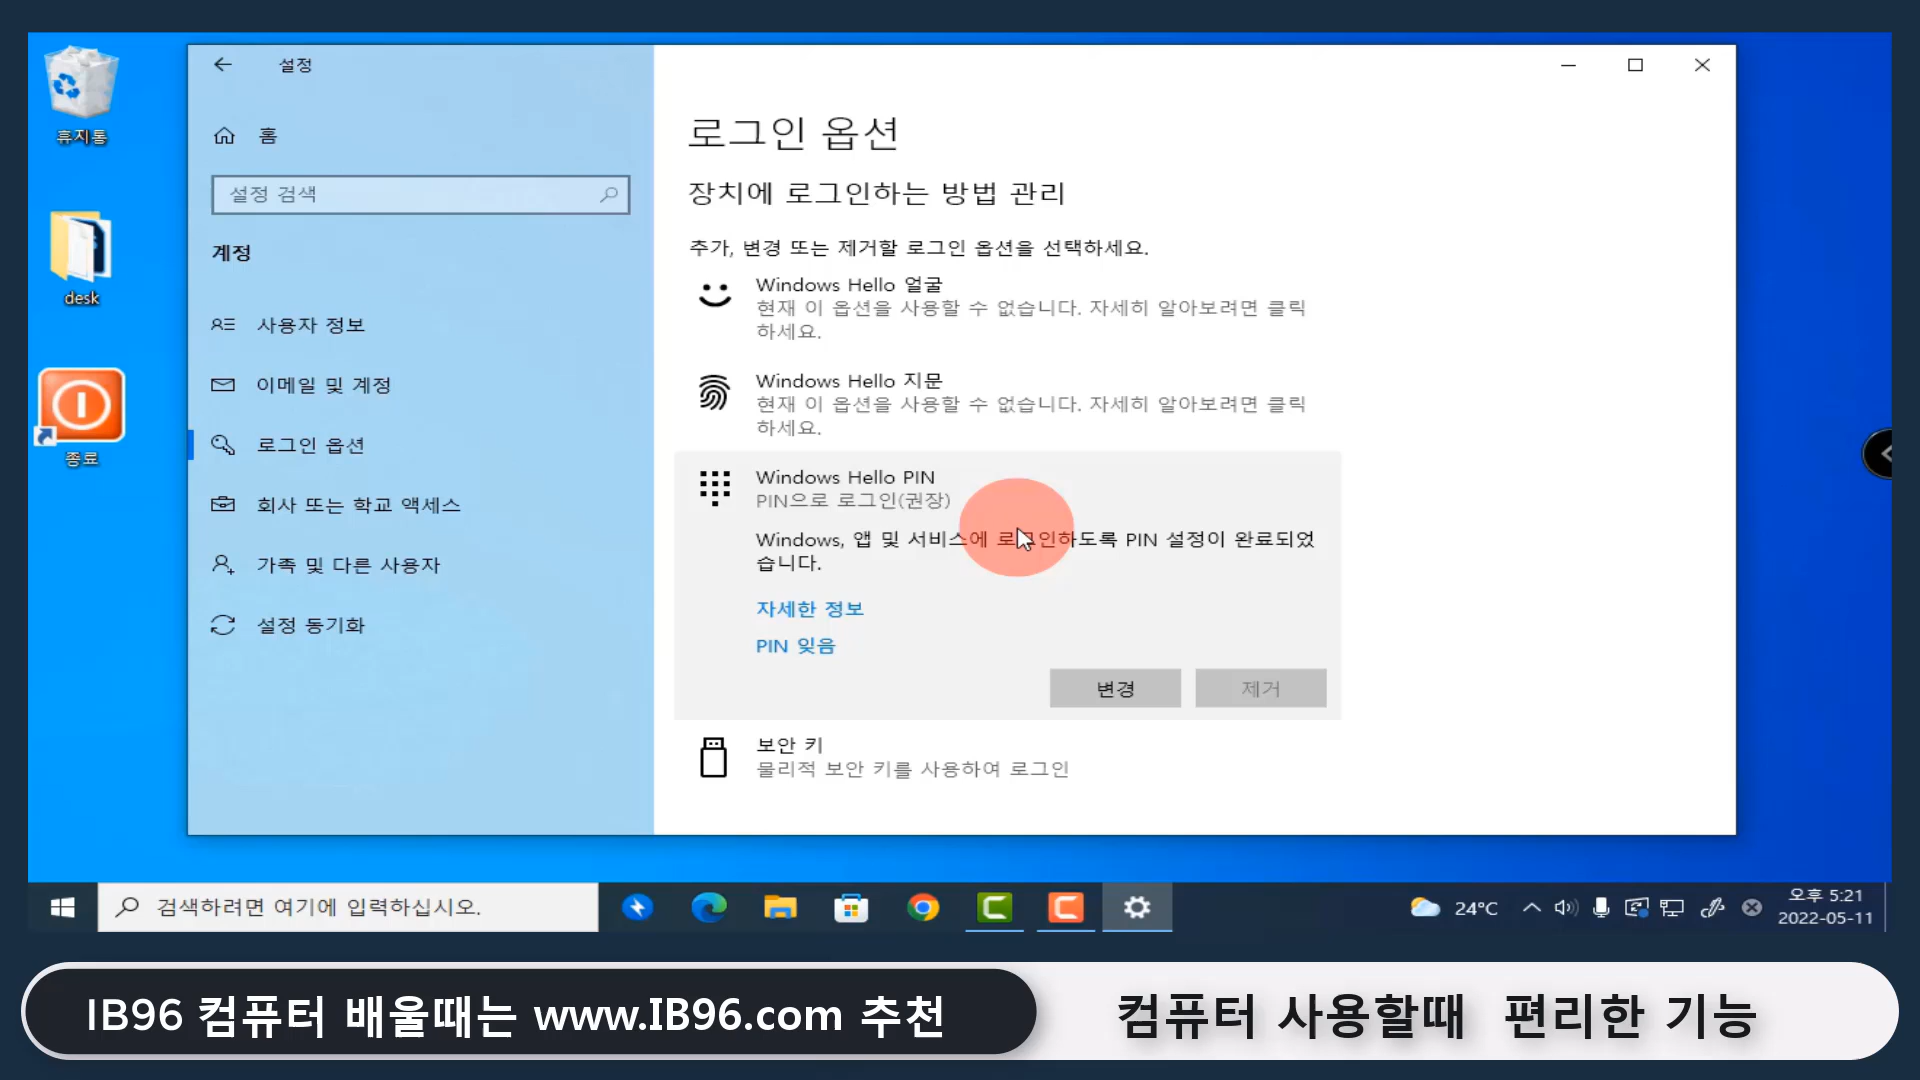 휴지통
desk
종료
설정
홈
설정 검색
계정
사용자 정보
이메일 및 계정
로그인 옵션
회사 또는 학교 액세스
가족 및 다른 사용자
설정 동기화
로그인 옵션
장치에 로그인하는 방법 관리
추가, 변경 또는 제거할 로그인 옵션을 선택하세요.
Windows Hello 얼굴
현재 이 옵션을 사용할 수 없습니다. 자세히 알아보려면 클릭
하세요.
Windows Hello 지문
현재 이 옵션을 사용할 수 없습니다. 자세히 알아보려면 클릭
하세요.
Windows Hello PIN
PIN으로 로그인(권장)
Windows, 앱 및 서비스에 로그인하도록 PIN 설정이 완료되었
습니다.
자세한 정보
PIN 잊음
변경
제거
보안 키
물리적 보안 키를 사용하여 로그인
검색하려면 여기에 입력하십시오.
24°C
오후 5:21
2022-05-11
IB96 컴퓨터 배울때는 www.IB96.com 추천
컴퓨터 사용할때 편리한 기능